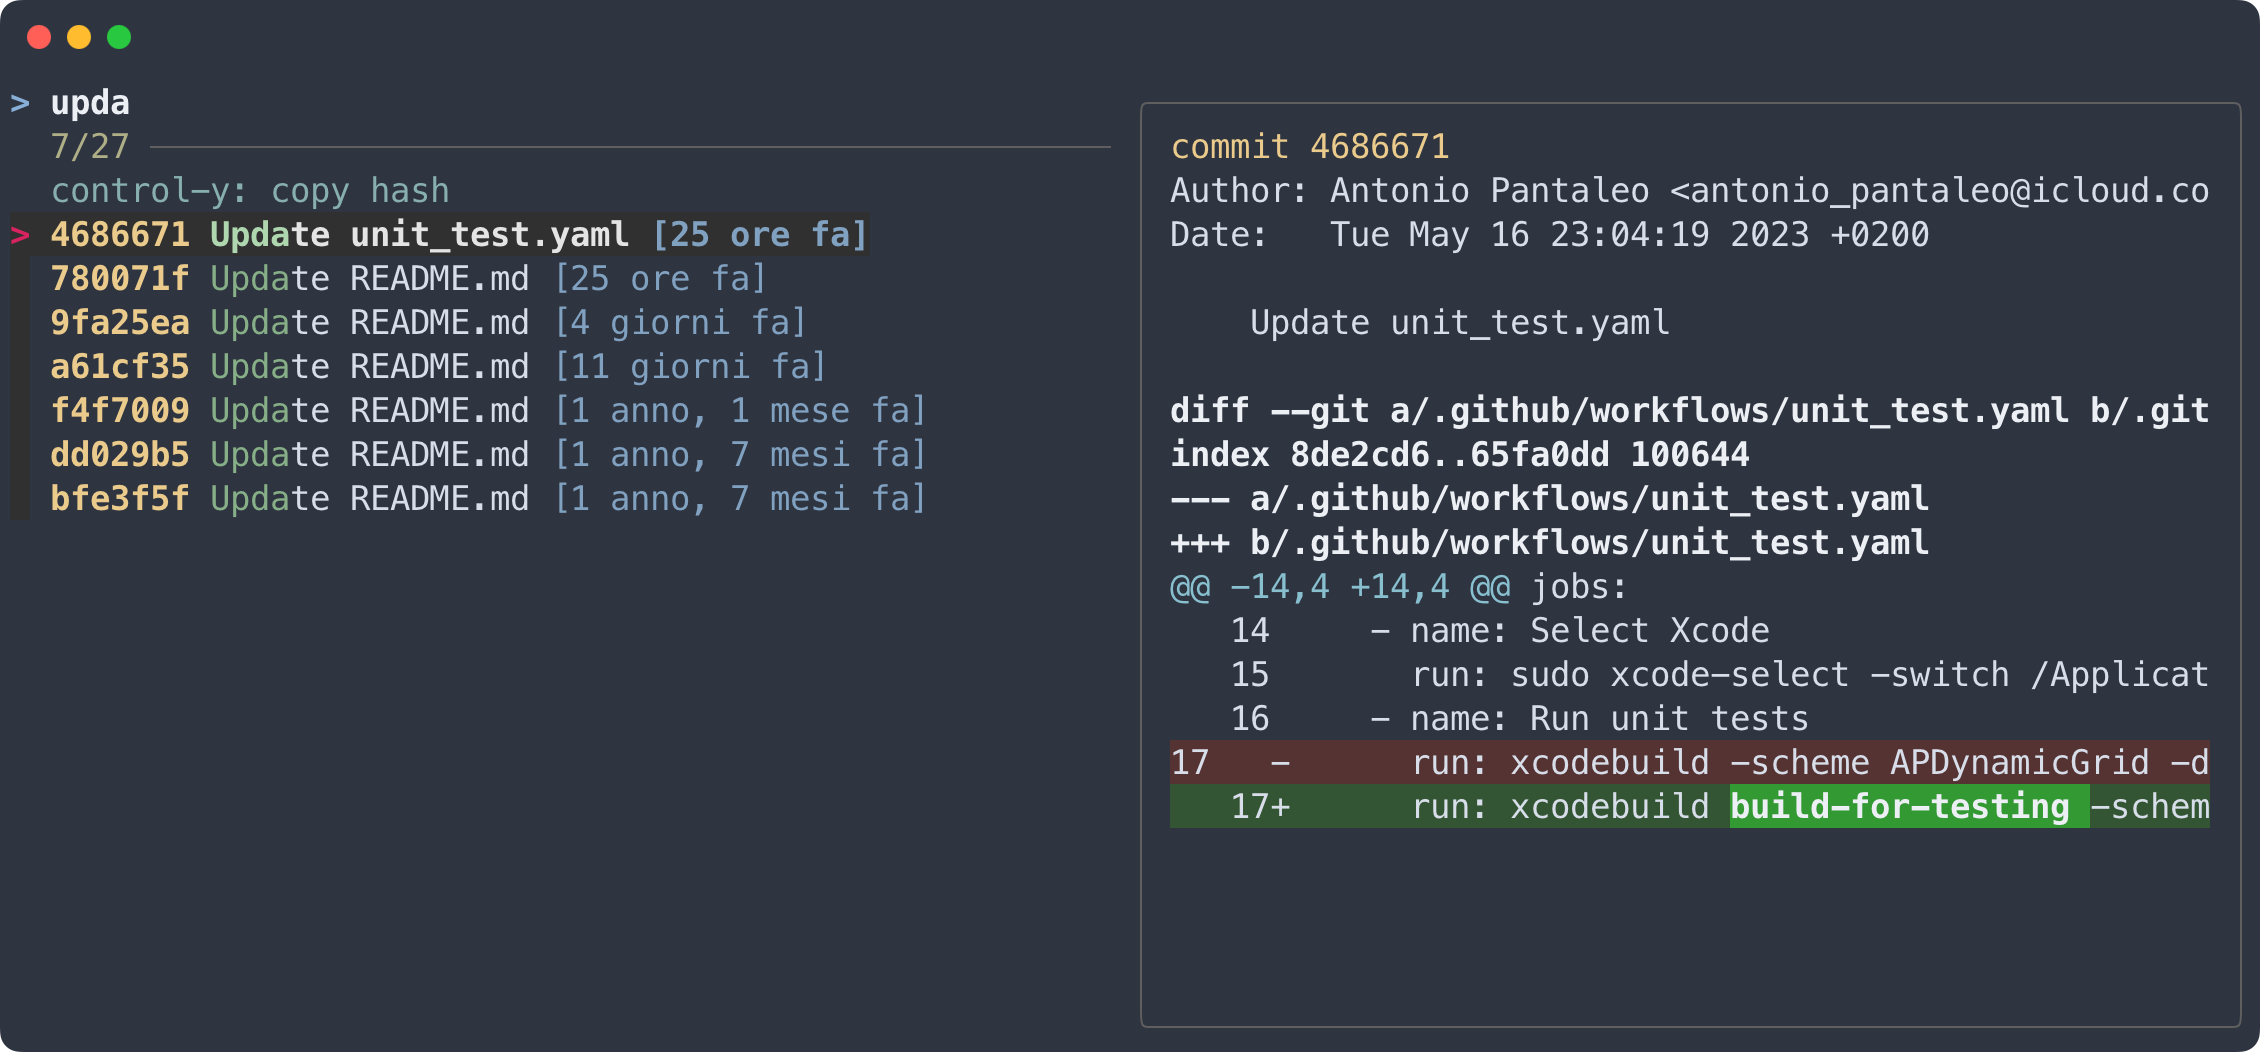 > upda
7/27
control-y: copy hash
> 4686671 Update unit_test.yaml [25 ore fa]
780071f Update README.md [25 ore fa]
9fa25ea Update README.md [4 giorni fa]
a61cf35 Update README.md [11 giorni fa]
f4f7009 Update README.md [1 anno, 1 mese fa]
dd029b5 Update README.md [1 anno, 7 mesi fa]
bfe3f5f Update README.md [1 anno, 7 mesi fa]
commit 4686671
Author: Antonio Pantaleo <antonio_pantaleo@icloud.co
Date:   Tue May 16 23:04:19 2023 +0200
Update unit_test.yaml
diff --git a/.github/workflows/unit_test.yaml b/.git
index 8de2cd6..65fa0dd 100644
--- a/.github/workflows/unit_test.yaml
+++ b/.github/workflows/unit_test.yaml
@@ -14,4 +14,4 @@ jobs:
14     - name: Select Xcode
15       run: sudo xcode-select -switch /Applicat
16     - name: Run unit tests
17   -      run: xcodebuild -scheme APDynamicGrid -d
17+      run: xcodebuild build-for-testing -schem